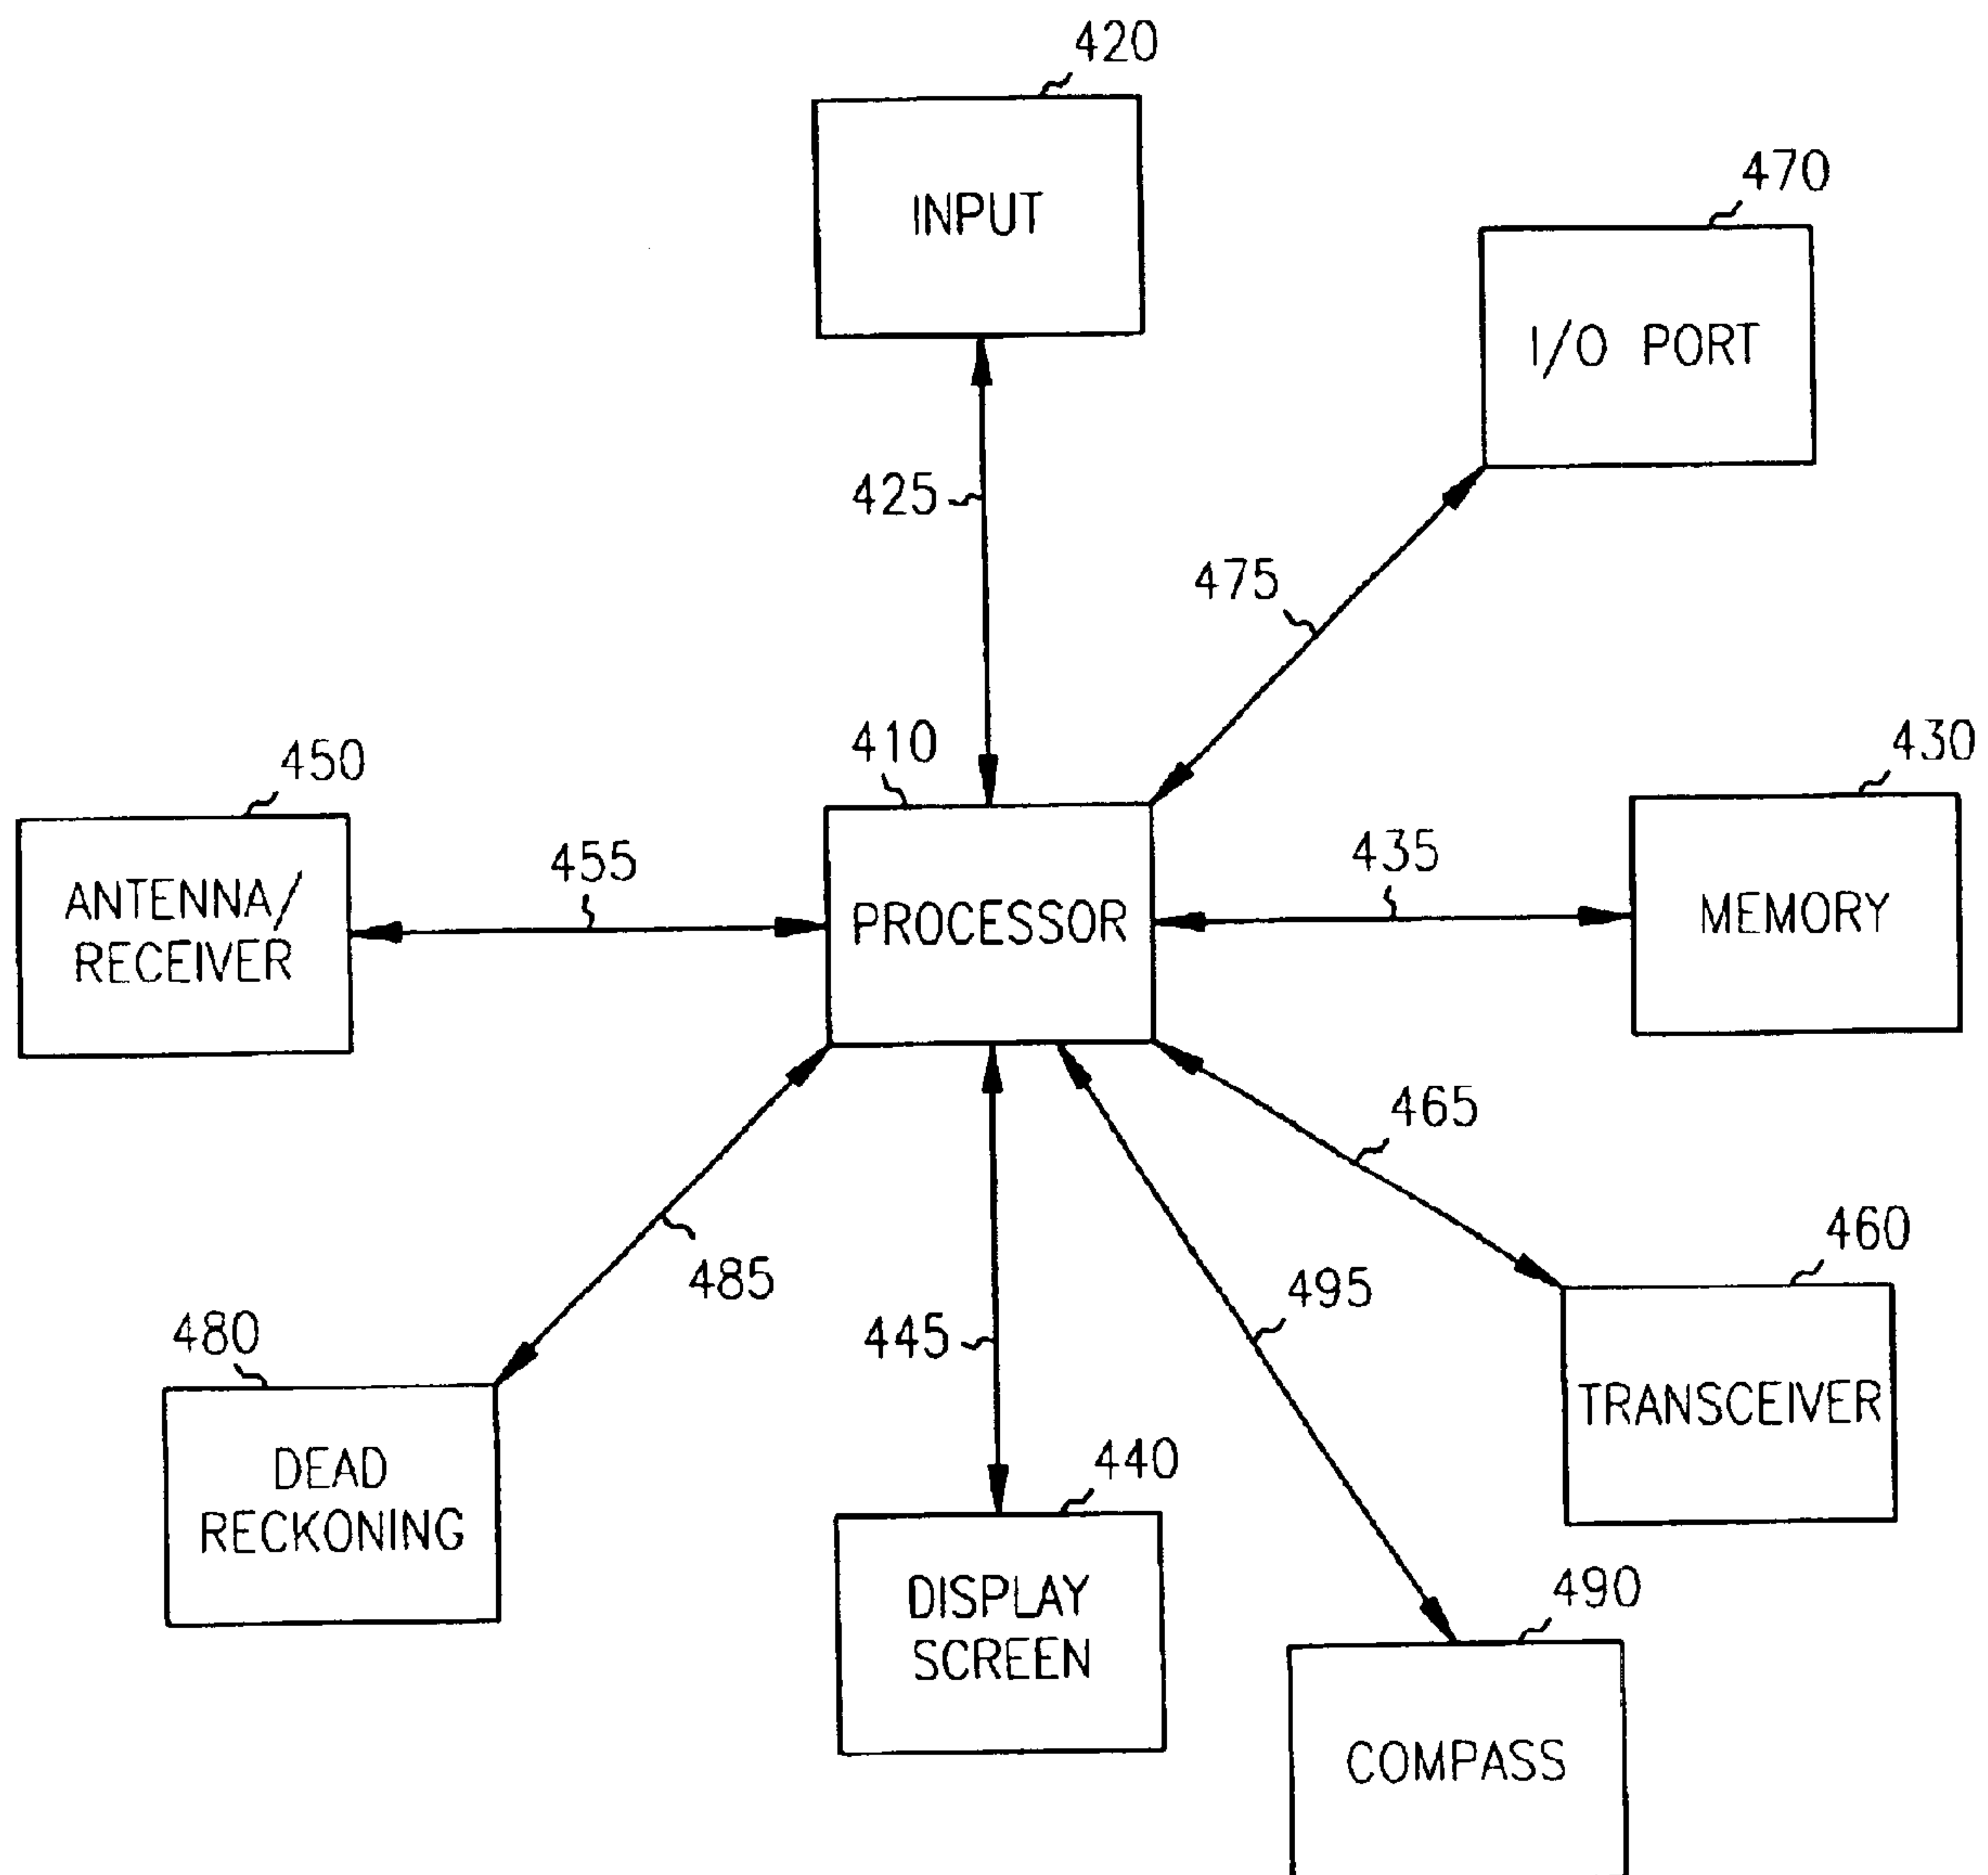 420
INPUT
470
I/O PORT
425
475
410
450
430
455
435
ANTENNA/
RECEIVER
PROCESSOR
MEMORY
465
485
495
460
480
445
TRANSCEIVER
DEAD
RECKONING
440
DISPLAY
SCREEN
490
COMPASS